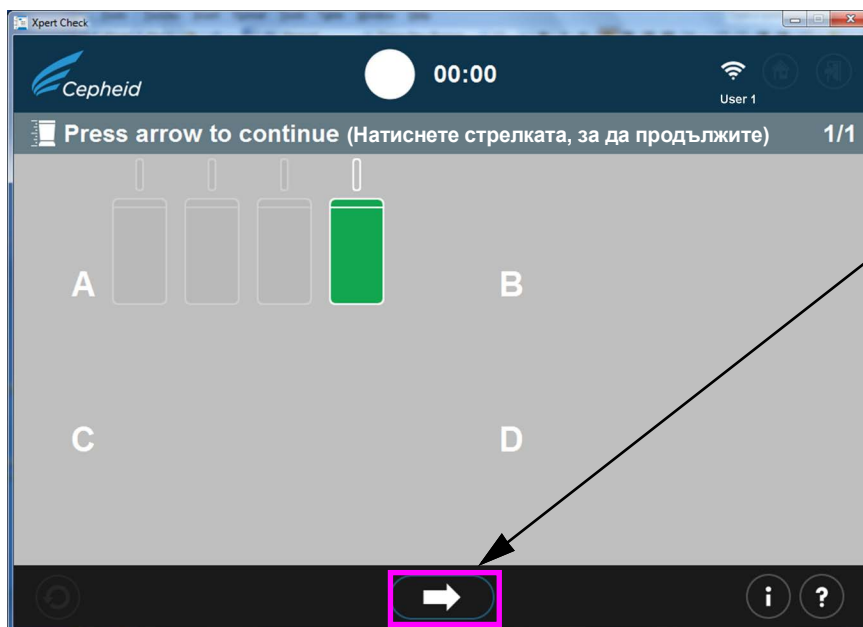 Xpert Check
Cepheid
00:00
User 1
Press arrow to continue (Натиснете стрелката, за да продължите) 1/1
A
B
C
D
i
?